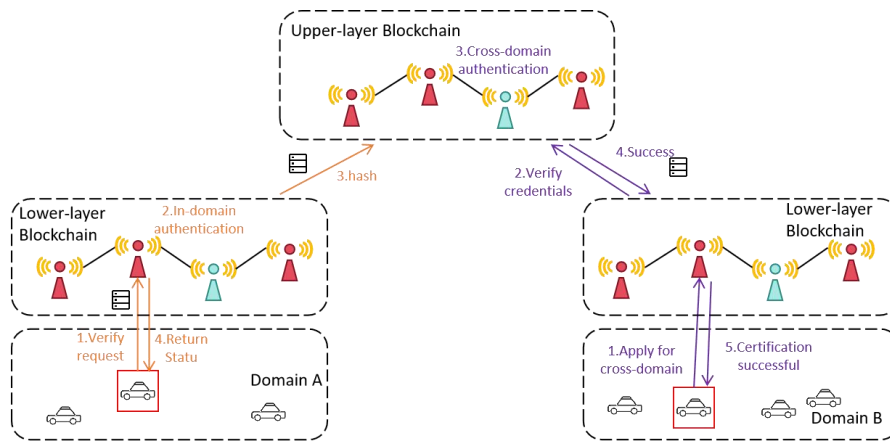 Upper-layer Blockchain
3.Cross-domain
authentication
3.hash
2.Verify
credentials
4.Success
Lower-layer
Blockchain
2.In-domain
authentication
Lower-layer
Blockchain
1.Verify
request
4.Return
Statu
Domain A
1.Apply for
cross-domain
5.Certification
successful
Domain B